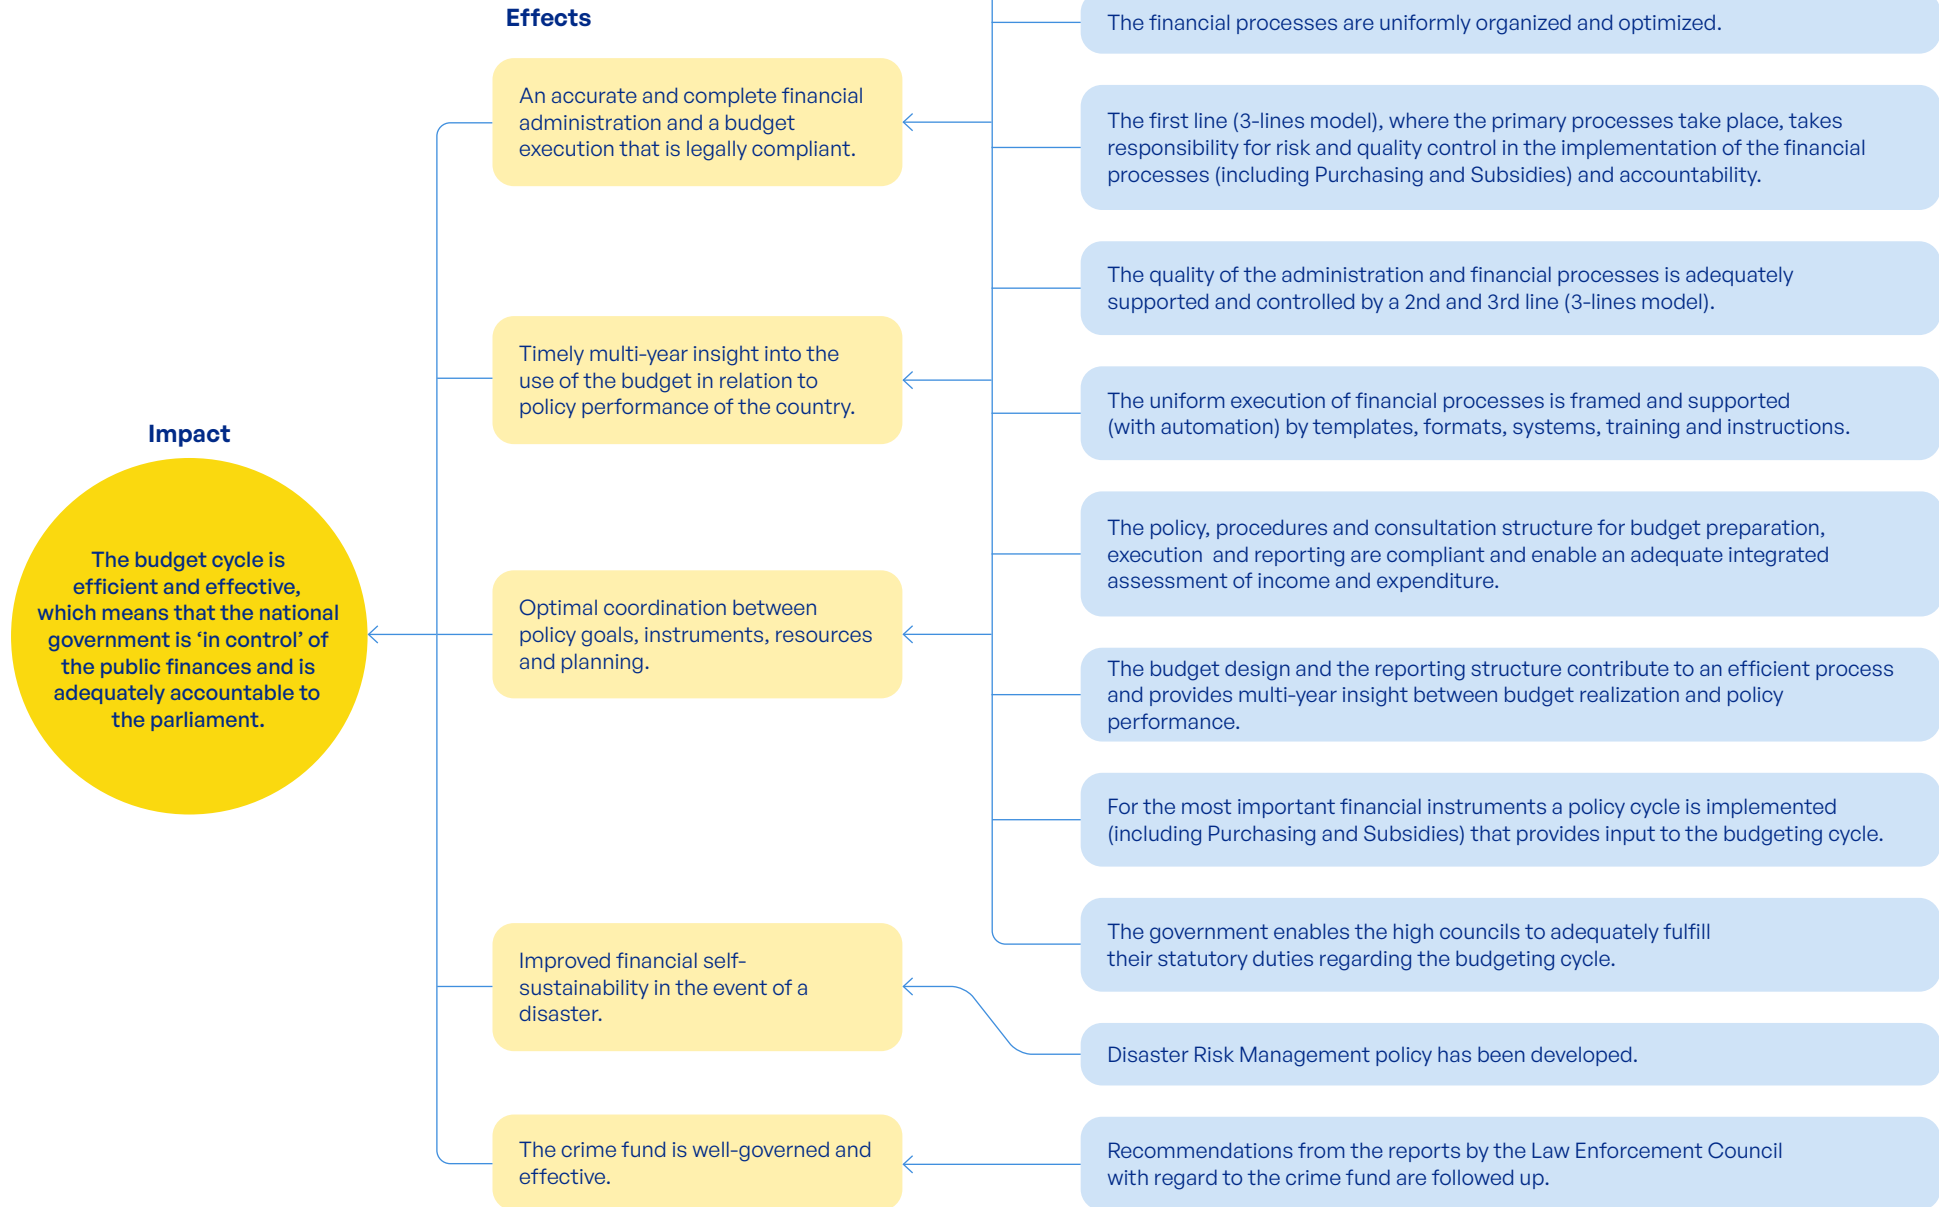 Effects
Impact
The budget cycle is
efficient and effective,
which means that the national
government is ‘in control’ of
the public finances and is
adequately accountable to
the parliament.
An accurate and complete financial
administration and a budget
execution that is legally compliant.
Timely multi-year insight into the
use of the budget in relation to
policy performance of the country.
Optimal coordination between
policy goals, instruments, resources
and planning.
Improved financial self-
sustainability in the event of a
disaster.
The crime fund is well-governed and
effective.
The financial processes are uniformly organized and optimized.
The first line (3-lines model), where the primary processes take place, takes
responsibility for risk and quality control in the implementation of the financial
processes (including Purchasing and Subsidies) and accountability.
The quality of the administration and financial processes is adequately
supported and controlled by a 2nd and 3rd line (3-lines model).
The uniform execution of financial processes is framed and supported
(with automation) by templates, formats, systems, training and instructions.
The policy, procedures and consultation structure for budget preparation,
execution  and reporting are compliant and enable an adequate integrated
assessment of income and expenditure.
The budget design and the reporting structure contribute to an efficient process
and provides multi-year insight between budget realization and policy
performance.
For the most important financial instruments a policy cycle is implemented
(including Purchasing and Subsidies) that provides input to the budgeting cycle.
The government enables the high councils to adequately fulfill
their statutory duties regarding the budgeting cycle.
Disaster Risk Management policy has been developed.
Recommendations from the reports by the Law Enforcement Council
with regard to the crime fund are followed up.